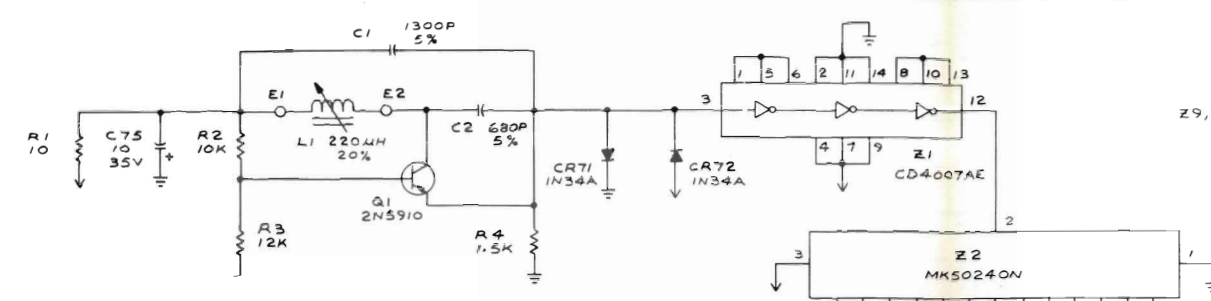 C1
1300P
5%
E1
E2
R1
10
C75
10
35V
+
R2
10K
L1 220µH
20%
C2
680P
5%
Q1
2N5910
R3
12K
R4
1.5K
CR71
1N34A
CR72
1N34A
3
1
5
6
2
11
14
8
10
13
12
4
7
9
Z1
CD4007AE
Z9,
2
3
Z2
MK50240N
1